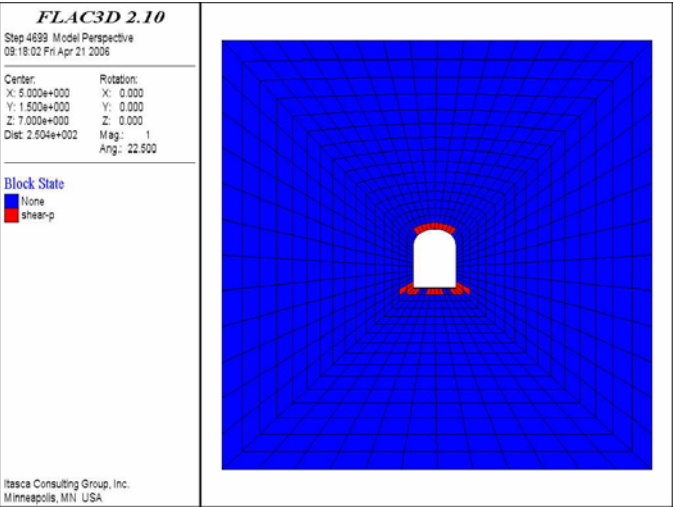 FLAC3D 2.10
Step 4699 Model Perspective
09:18:02 Fri Apr 21 2006
Center:
X: 5.000e+000
Y: 1.500e+000
Z: 7.000e+000
Dist: 2.504e+002
Rotation:
X: 0.000
Y: 0.000
Z: 0.000
Mag.: 1
Ang.: 22.500
Block State
None
shear-p
Itasca Consulting Group, Inc.
Minneapolis, MN USA